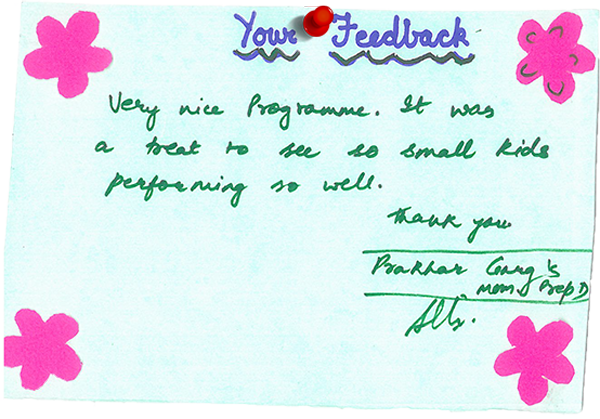 Your Feedback
Very nice Programme. It was
a treat to see so small kids
performing so well.
Thank you.
Prakhar Garg's
Mom. Prep D